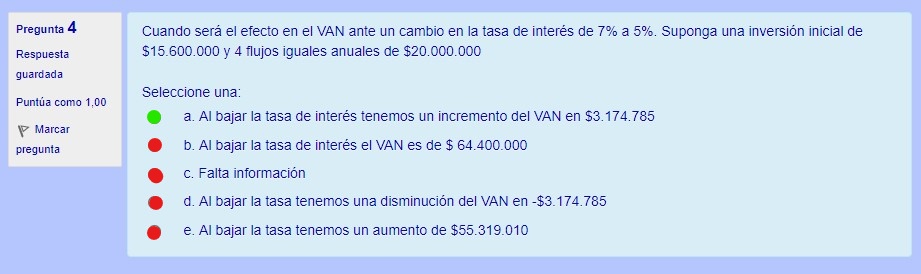 Pregunta 4
Respuesta
guardada
Puntúa como 1,00
Marcar
pregunta
Cuando será el efecto en el VAN ante un cambio en la tasa de interés de 7% a 5%. Suponga una inversión inicial de
$15.600.000 y 4 flujos iguales anuales de $20.000.000
Seleccione una:
a. Al bajar la tasa de interés tenemos un incremento del VAN en $3.174.785
b. Al bajar la tasa de interés el VAN es de $ 64.400.000
c. Falta información
d. Al bajar la tasa tenemos una disminución del VAN en -$3.174.785
e. Al bajar la tasa tenemos un aumento de $55.319.010